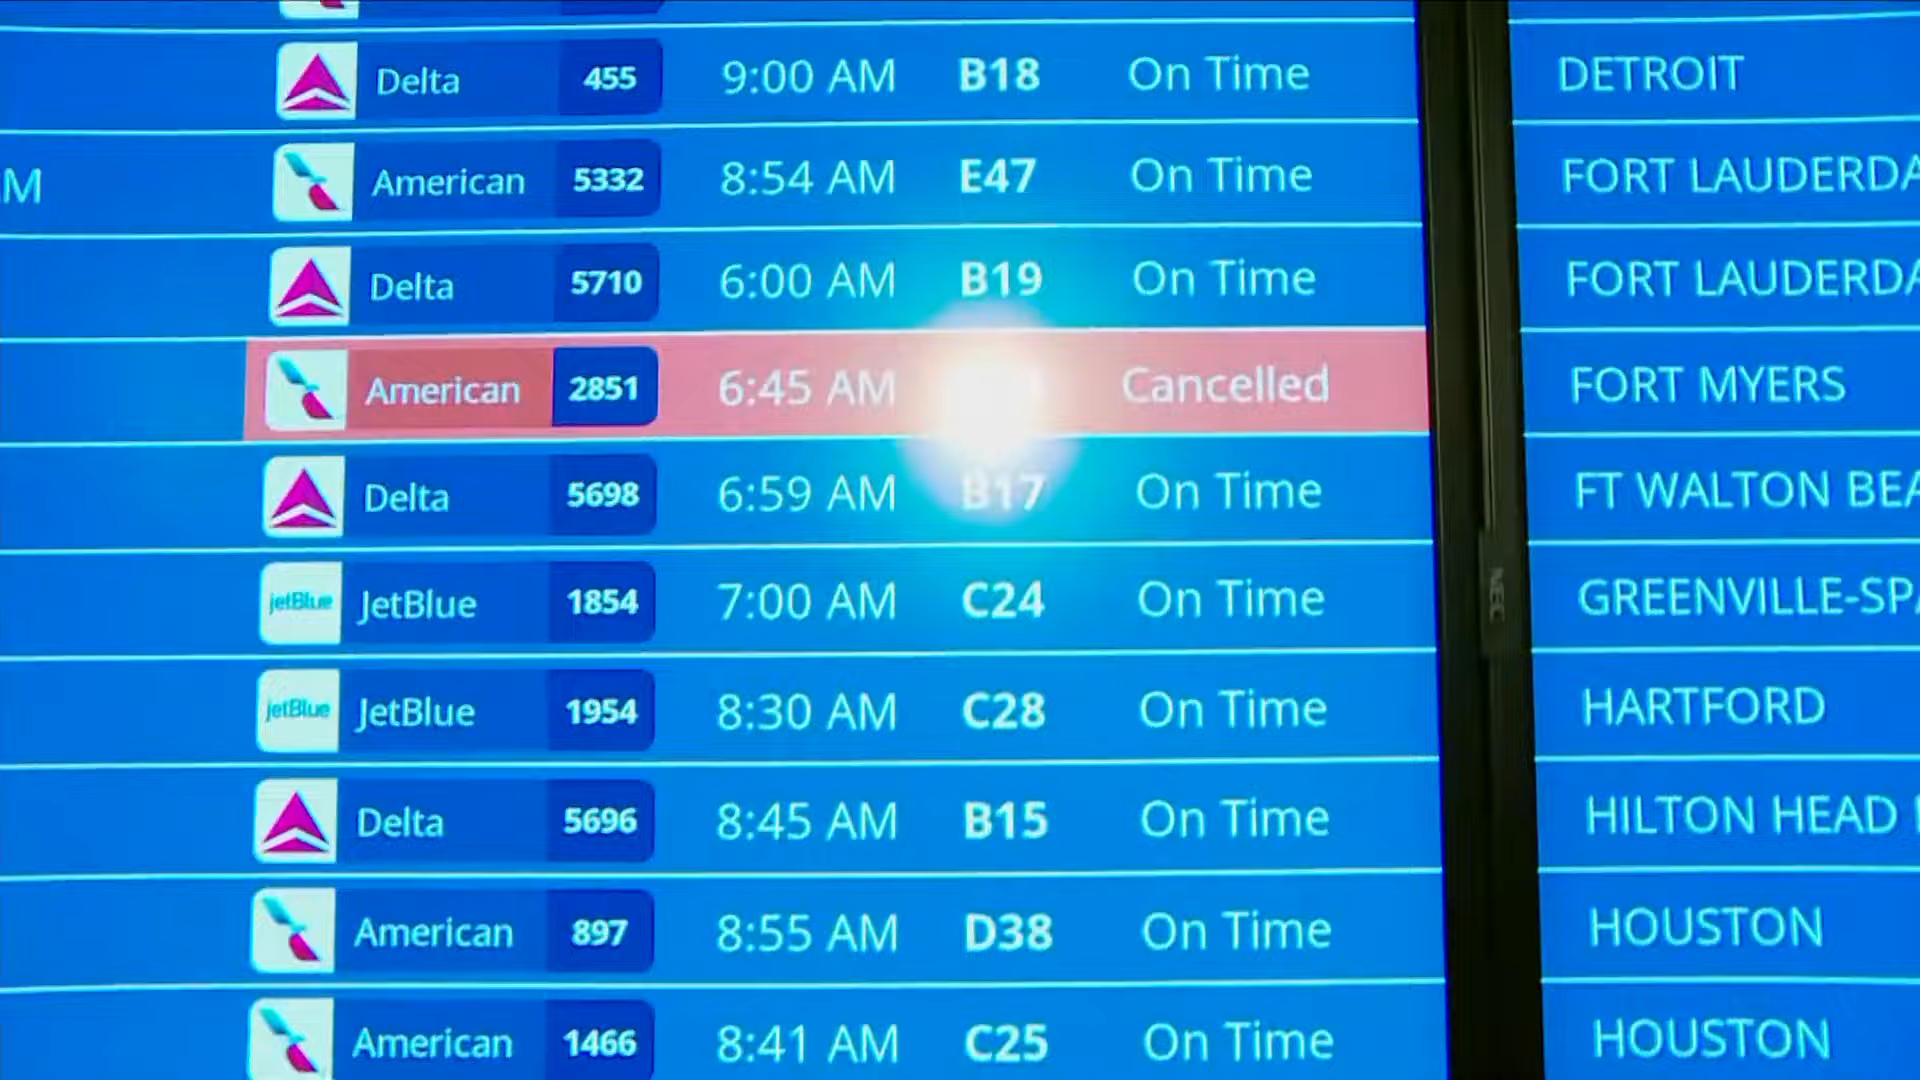 Delta 455 9:00 AM B18 On Time DETROIT
M American 5332 8:54 AM E47 On Time FORT LAUDERDA
Delta 5710 6:00 AM B19 On Time FORT LAUDERDA
American 2851 6:45 AM Cancelled FORT MYERS
Delta 5698 6:59 AM B17 On Time FT WALTON BEA
jetBlue JetBlue 1854 7:00 AM C24 On Time GREENVILLE-SPA
NEC
jetBlue JetBlue 1954 8:30 AM C28 On Time HARTFORD
Delta 5696 8:45 AM B15 On Time HILTON HEAD
American 897 8:55 AM D38 On Time HOUSTON
American 1466 8:41 AM C25 On Time HOUSTON